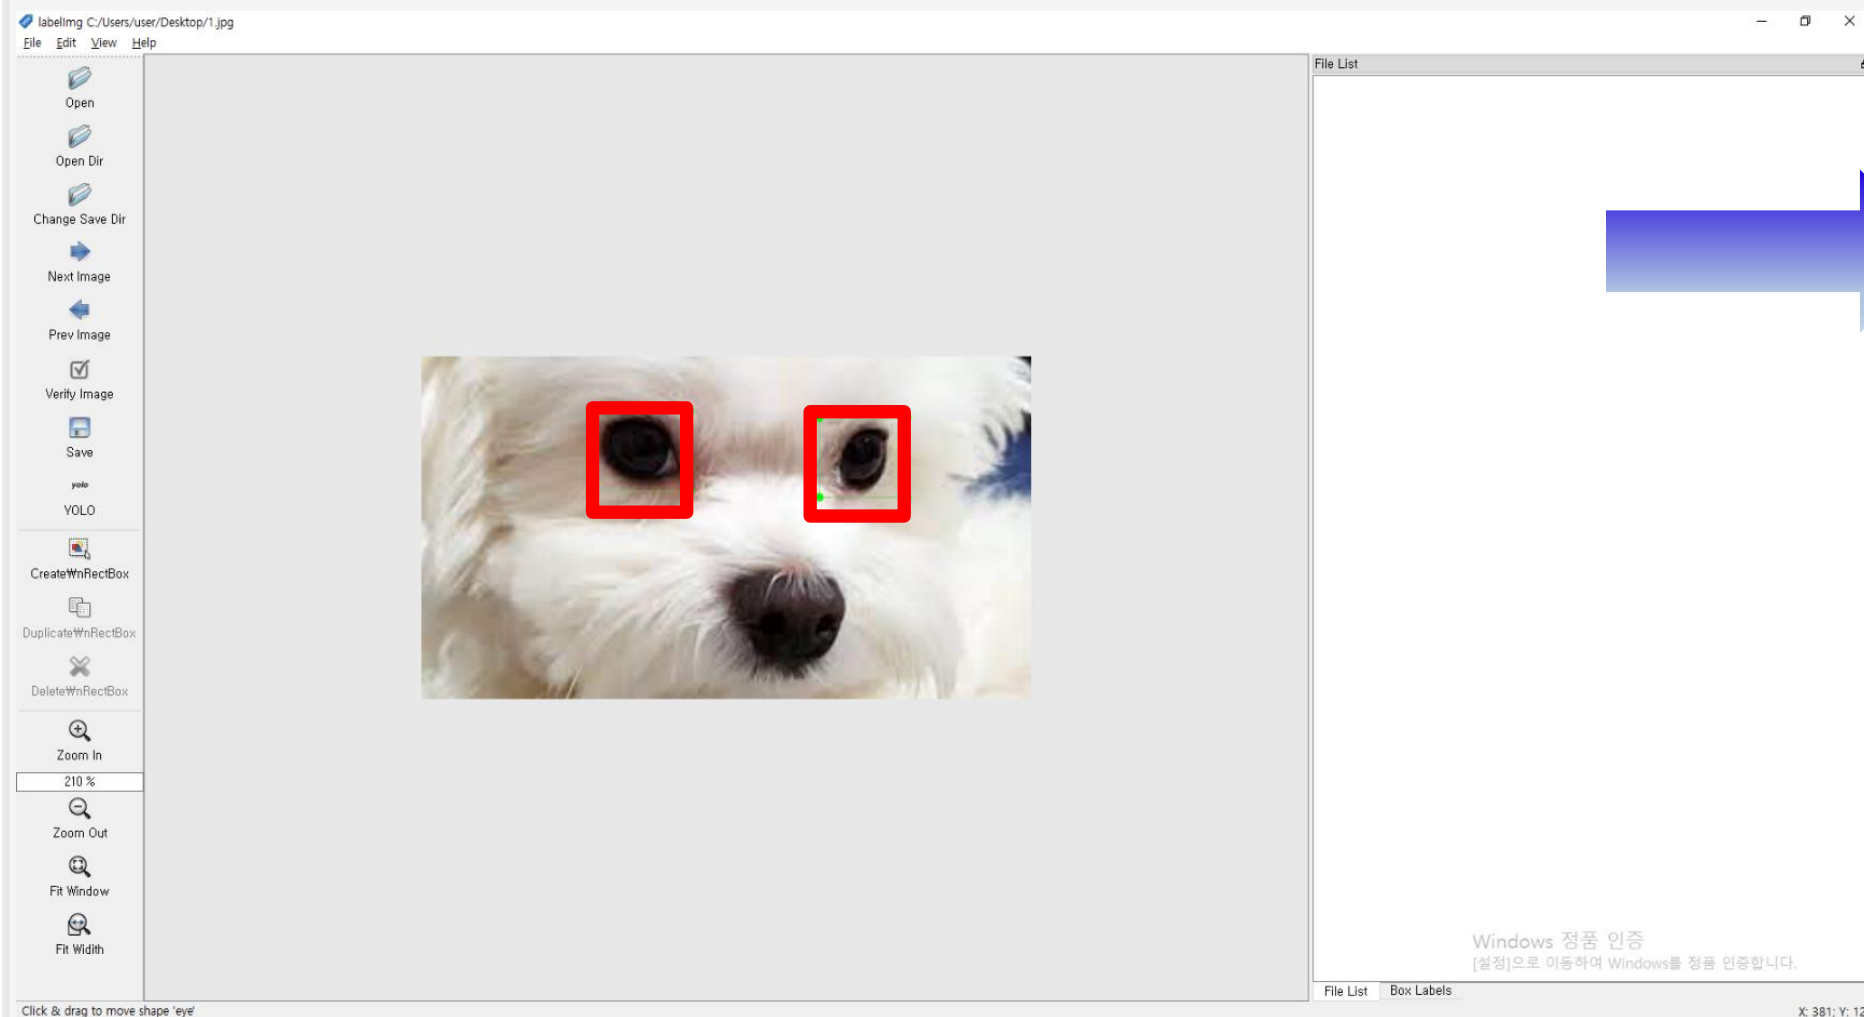 labelImg C:/Users/user/Desktop/1.jpg
File Edit View Help
Open
Open Dir
Change Save Dir
Next Image
Prev Image
Verify Image
Save
yolo
YOLO
Create₩nRectBox
Duplicate₩nRectBox
Delete₩nRectBox
Zoom In
210 %
Zoom Out
Fit Window
Fit Widith
File List
Windows 정품 인증
[설정]으로 이동하여 Windows를 정품 인증합니다.
File List Box Labels
Click & drag to move shape 'eye'
X: 381; Y: 12